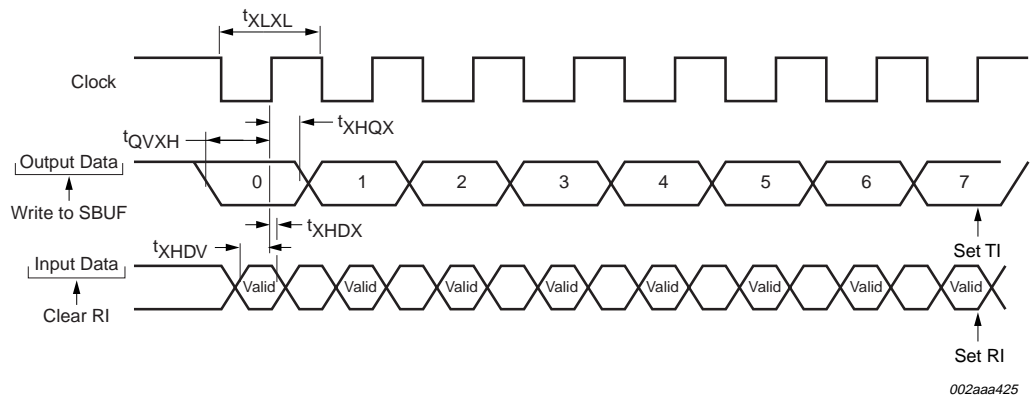 tXLXL
Clock
tXHQX
tQVXH
Output Data
0 1 2 3 4 5 6 7
Write to SBUF
tXHDX
Set TI
tXHDV
Input Data
Valid Valid Valid Valid Valid Valid Valid Valid
Clear RI
Set RI
002aaa425